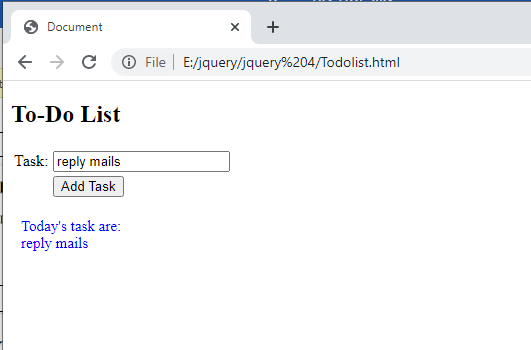 Document
File E:/jquery/jquery%204/Todolist.html
To-Do List
Task: reply mails
Add Task
Today's task are:
reply mails